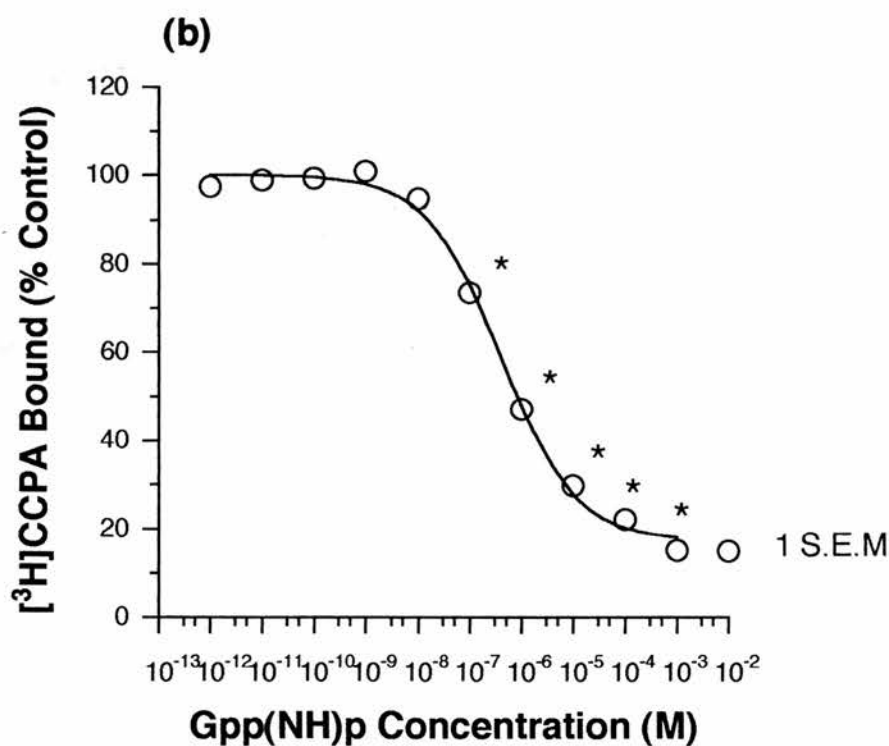 (b)
120
100
80
60
40
20
0
[³H]CCPA Bound (% Control)
*
*
*
*
*
1 S.E.M
10⁻¹³ 10⁻¹² 10⁻¹¹ 10⁻¹⁰ 10⁻⁹ 10⁻⁸ 10⁻⁷ 10⁻⁶ 10⁻⁵ 10⁻⁴ 10⁻³ 10⁻²
Gpp(NH)p Concentration (M)